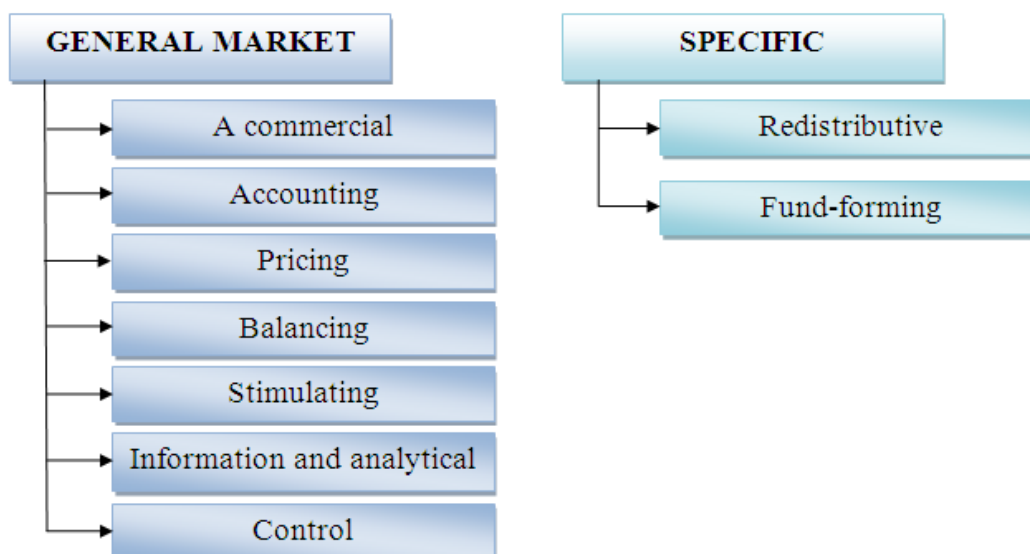 GENERAL MARKET
A commercial
Accounting
Pricing
Balancing
Stimulating
Information and analytical
Control
SPECIFIC
Redistributive
Fund-forming